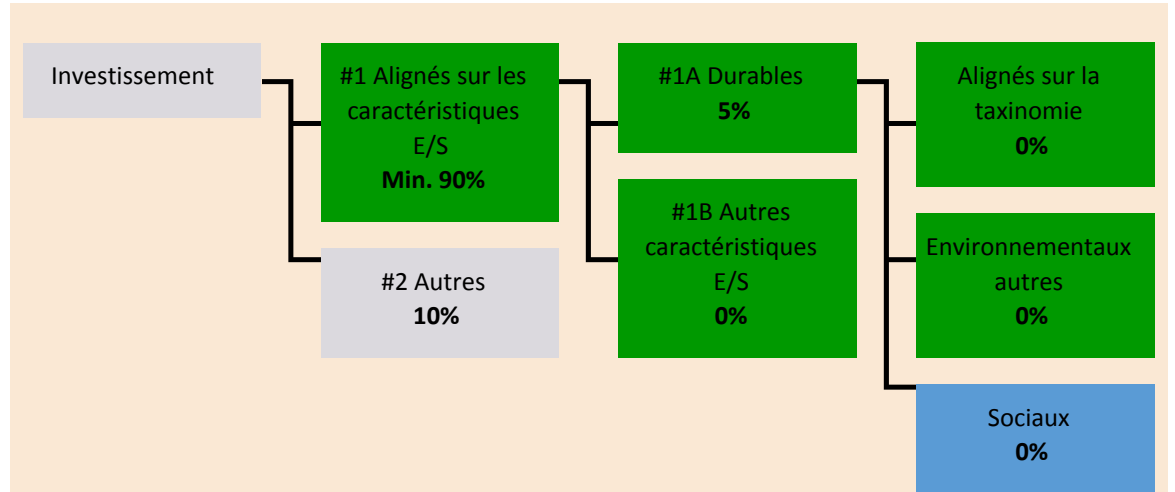 Investissement
#1 Alignés sur les
caractéristiques
E/S
Min. 90%
#2 Autres
10%
#1A Durables
5%
#1B Autres
caractéristiques
E/S
0%
Alignés sur la
taxinomie
0%
Environnementaux
autres
0%
Sociaux
0%